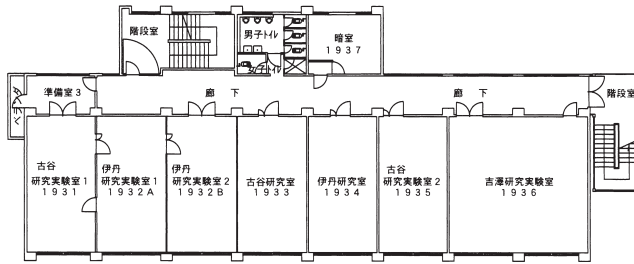 階段室
男子トイレ
女子トイレ
暗室
1937
準備室3
廊 下
廊 下
階段室
古谷
研究実験室1
1931
伊丹
研究実験室1
1932A
伊丹
研究実験室2
1932B
古谷研究室
1933
伊丹研究室
1934
古谷
研究実験室2
1935
吉澤研究実験室
1936